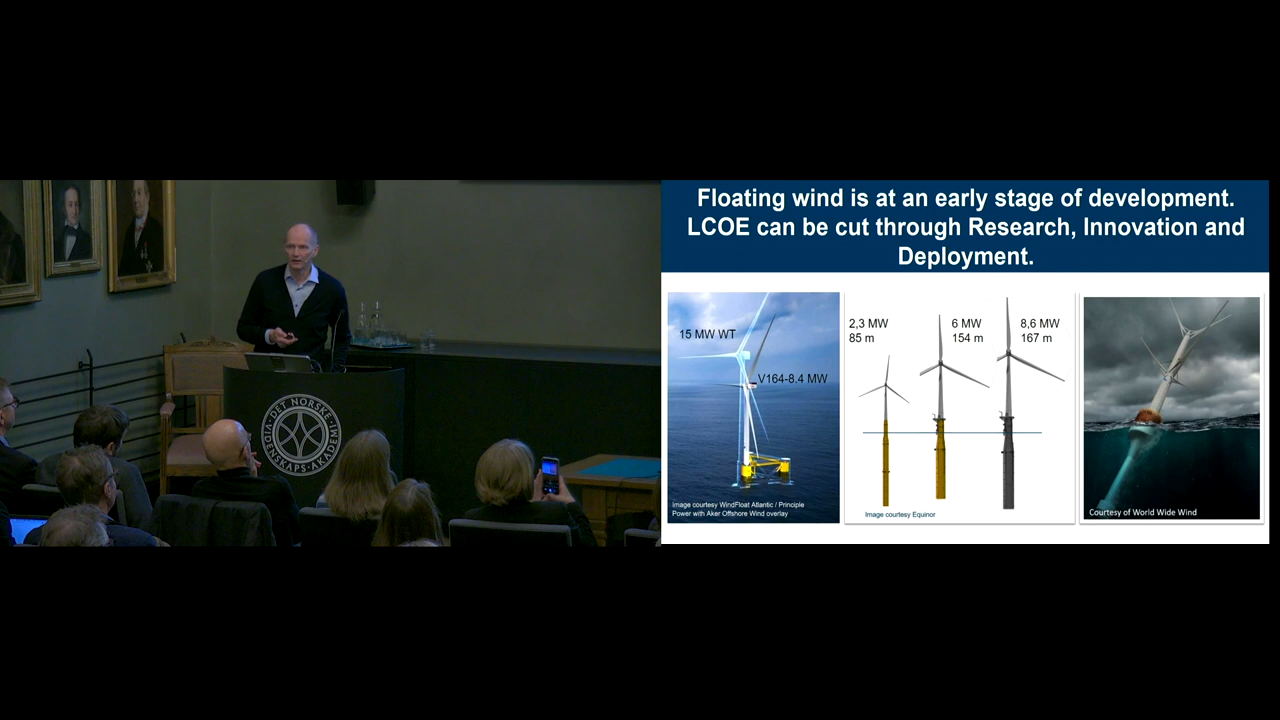 DET NORSKE
VIDENSKAPS-AKADEMI
Floating wind is at an early stage of development.
LCOE can be cut through Research, Innovation and
Deployment.
15 MW WT
V164-8.4 MW
Image courtesy WindFloat Atlantic / Principle
Power with Aker Offshore Wind overlay
2,3 MW
85 m
6 MW
154 m
8,6 MW
167 m
Image courtesy Equinor
Courtesy of World Wide Wind